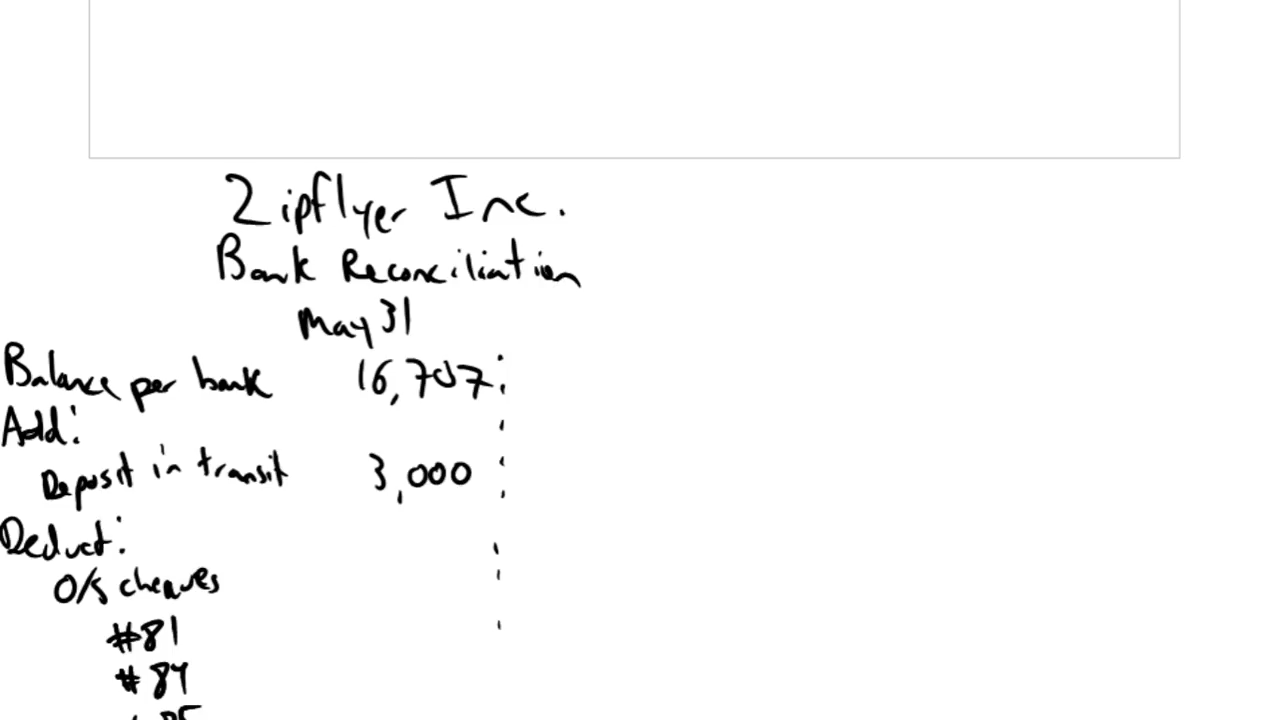 Zipflyer Inc.
Bank Reconciliation
May 31
Balance per bank 16,707
Add:
Deposit in transit 3,000
Deduct:
O/S cheques
#81
#84
#85